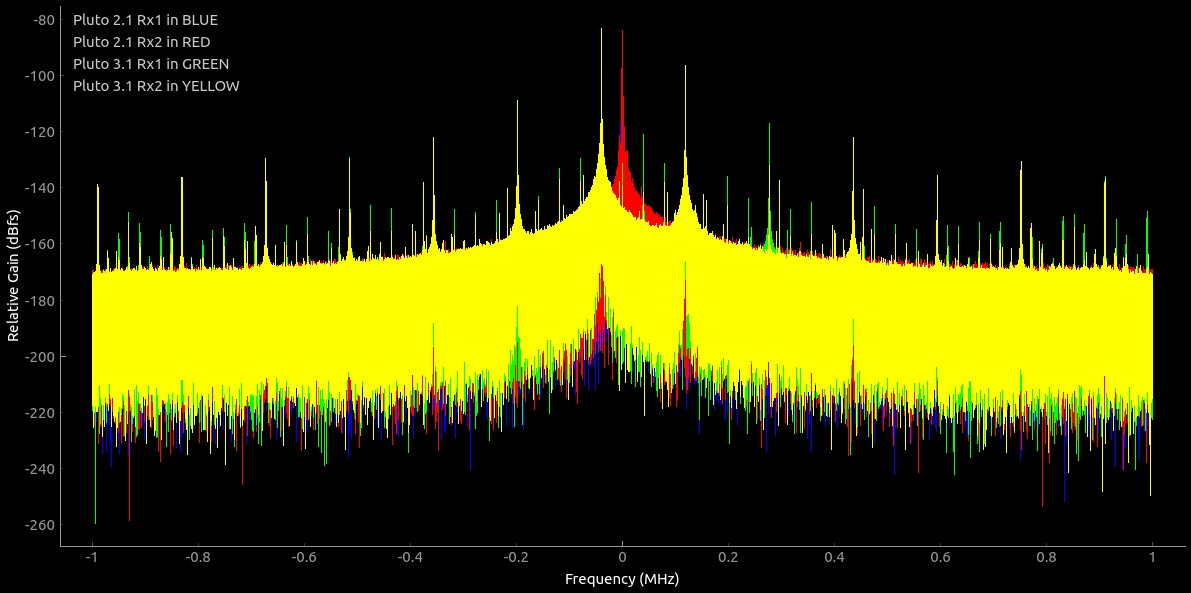 Pluto 2.1 Rx1 in BLUE
Pluto 2.1 Rx2 in RED
Pluto 3.1 Rx1 in GREEN
Pluto 3.1 Rx2 in YELLOW
Relative Gain (dBfs)
-80
-100
-120
-140
-160
-180
-200
-220
-240
-260
-1 -0.8 -0.6 -0.4 -0.2 0 0.2 0.4 0.6 0.8 1
Frequency (MHz)